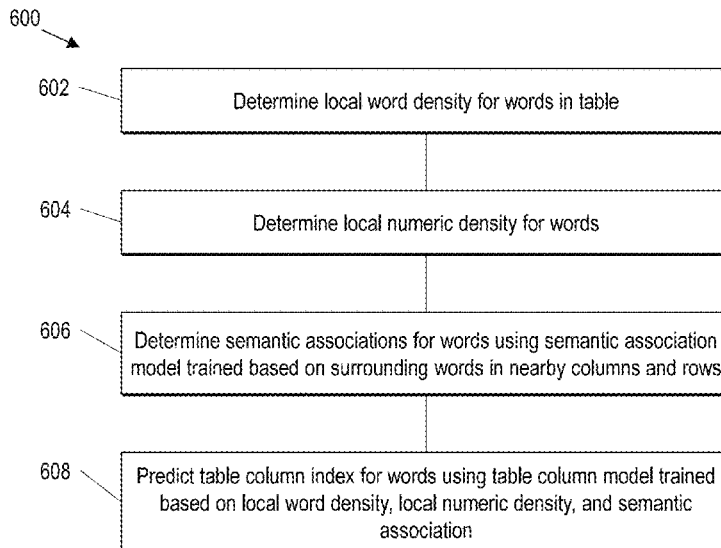 600
602
Determine local word density for words in table
604
Determine local numeric density for words
606
Determine semantic associations for words using semantic association
model trained based on surrounding words in nearby columns and rows
608
Predict table column index for words using table column model trained
based on local word density, local numeric density, and semantic
association